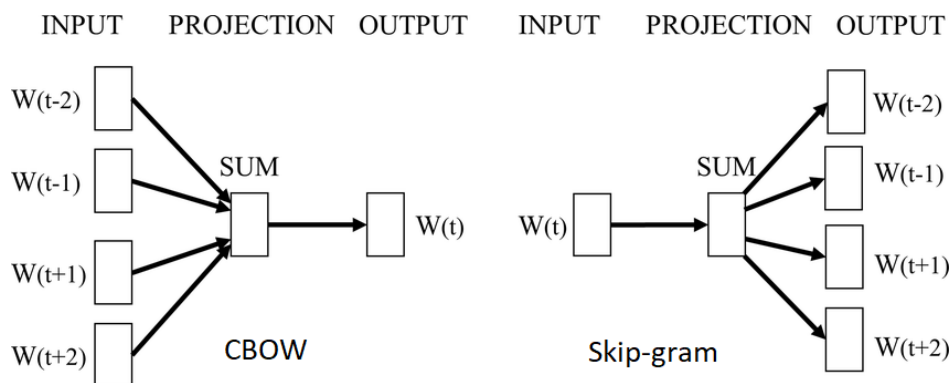 INPUT PROJECTION OUTPUT
W(t-2)
W(t-1)
SUM
W(t)
W(t+1)
W(t+2)
CBOW
INPUT PROJECTION OUTPUT
W(t-2)
SUM
W(t-1)
W(t)
W(t+1)
W(t+2)
Skip-gram